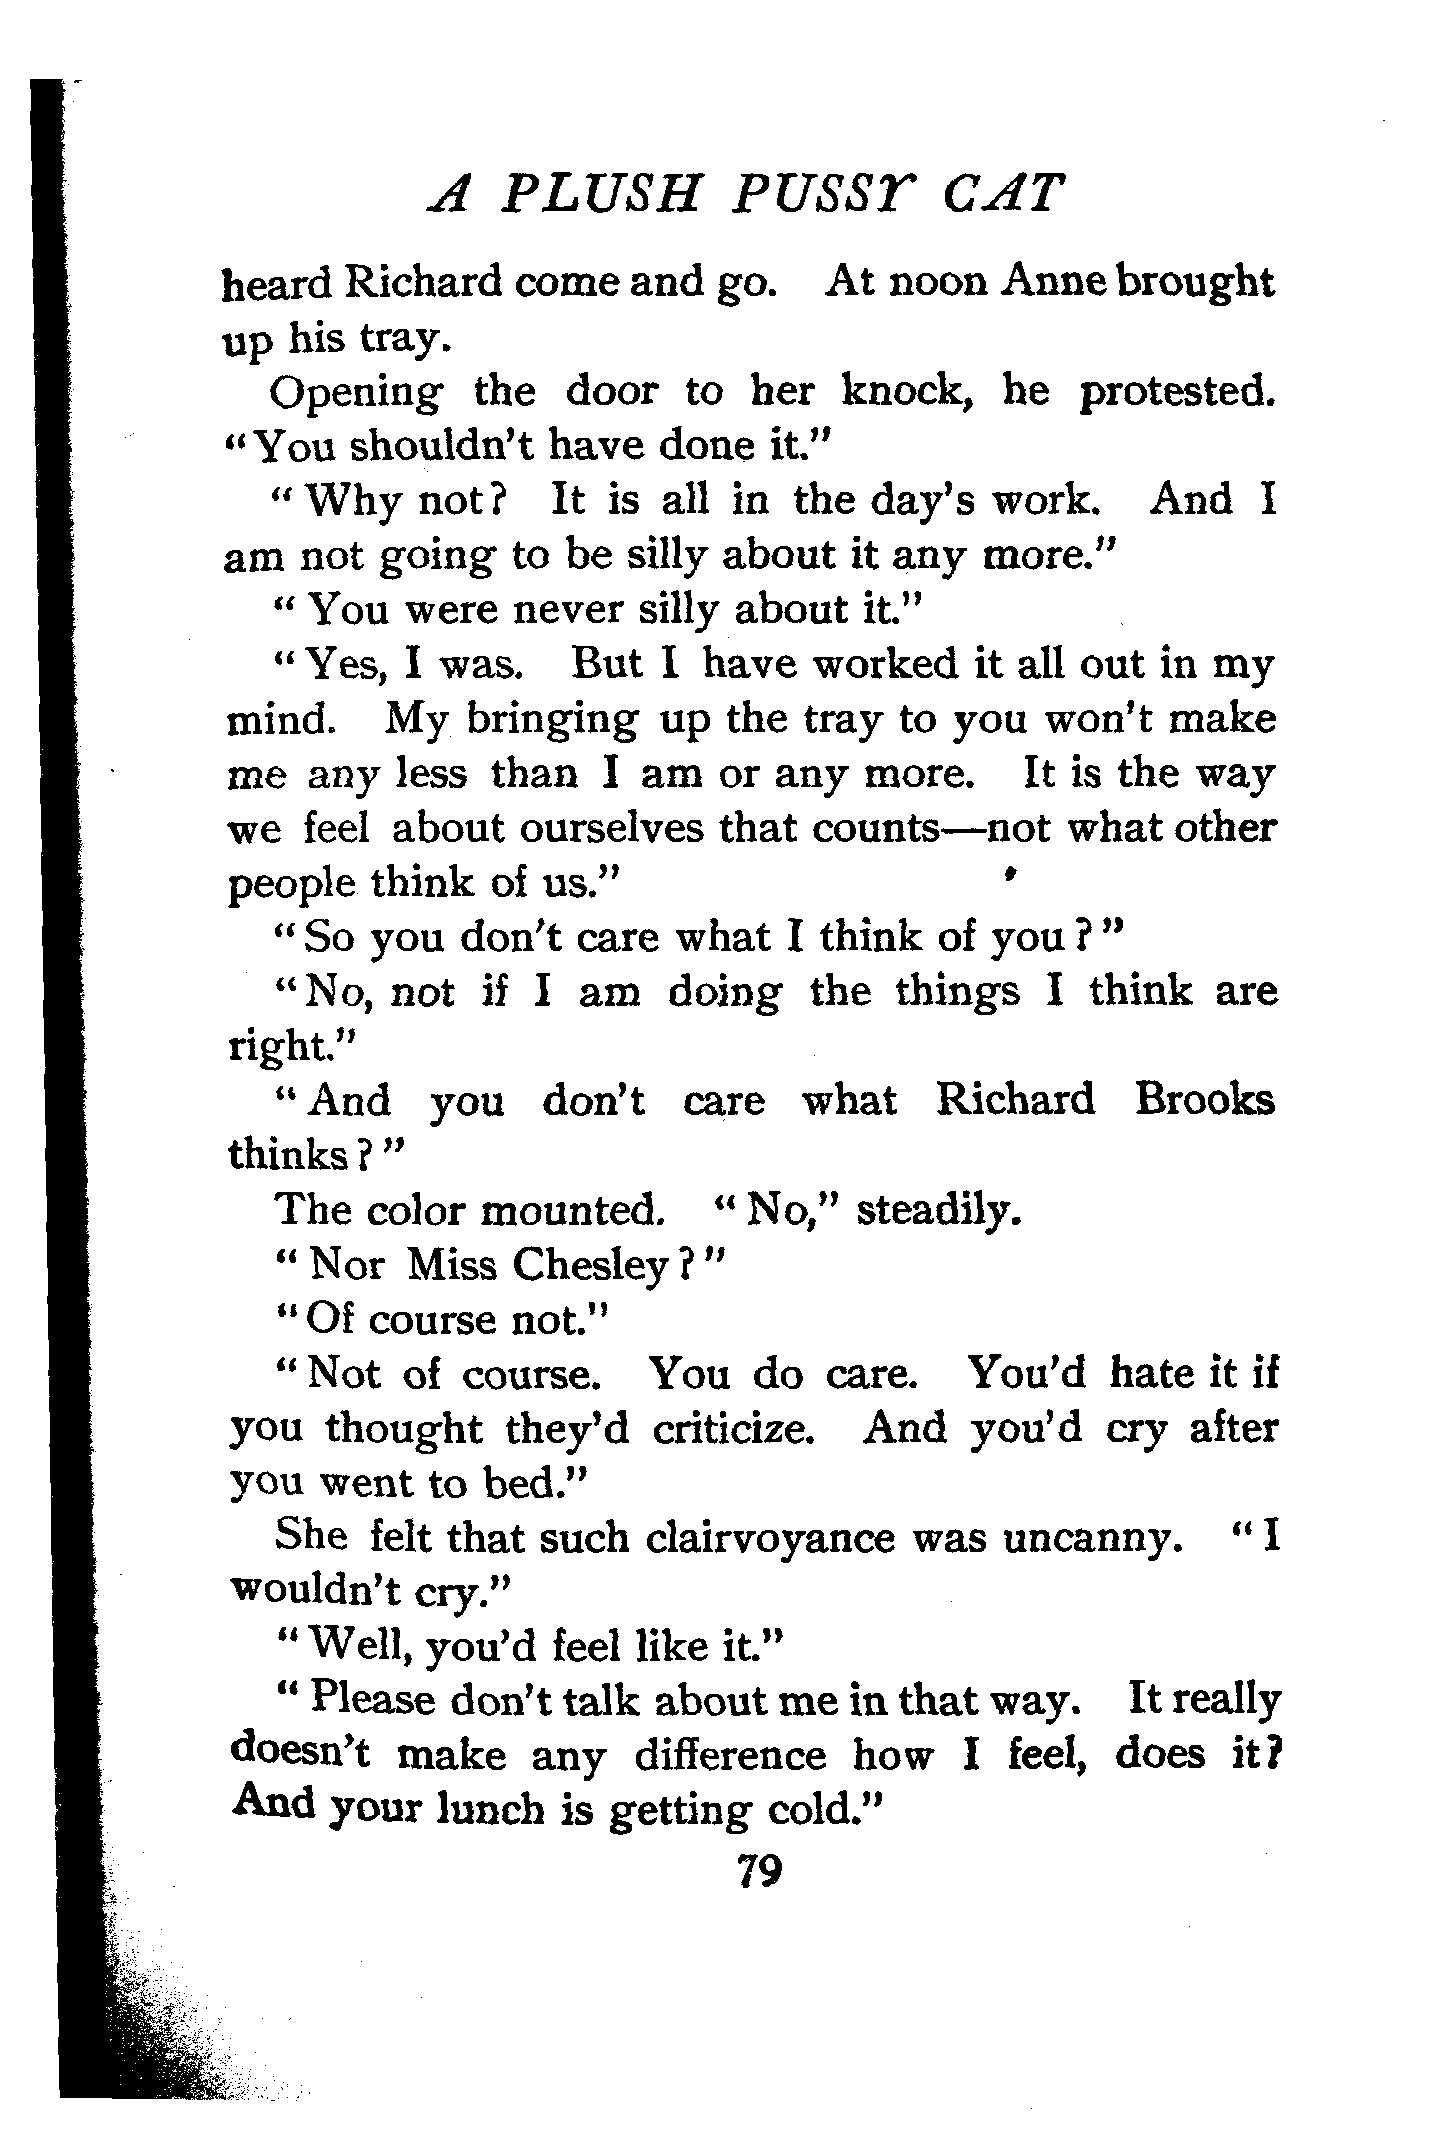 A PLUSH PUSSY CAT
heard Richard come and go. At noon Anne brought
up his tray.
Opening the door to her knock, he protested.
"You shouldn't have done it."
"Why not? It is all in the day's work. And I
am not going to be silly about it any more."
"You were never silly about it."
"Yes, I was. But I have worked it all out in my
mind. My bringing up the tray to you won't make
me any less than I am or any more. It is the way
we feel about ourselves that counts—not what other
people think of us."
"So you don't care what I think of you?"
"No, not if I am doing the things I think are
right."
"And you don't care what Richard Brooks
thinks?"
The color mounted. "No," steadily.
"Nor Miss Chesley?"
"Of course not."
"Not of course. You do care. You'd hate it if
you thought they'd criticize. And you'd cry after
you went to bed."
She felt that such clairvoyance was uncanny. "I
wouldn't cry."
"Well, you'd feel like it."
"Please don't talk about me in that way. It really
doesn't make any difference how I feel, does it?
And your lunch is getting cold."
79